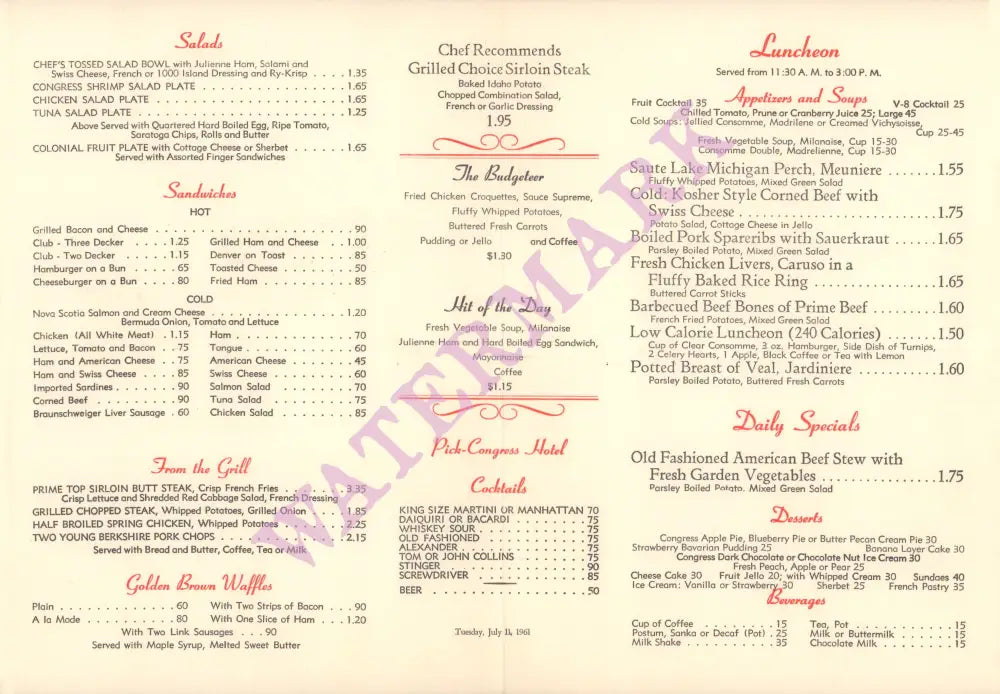 Salads
CHEF'S TOSSED SALAD BOWL with Julienne Ham, Salami and
Swiss Cheese, French or 1000 Island Dressing and Ry-Krisp . . . . 1.35
CONGRESS SHRIMP SALAD PLATE . . . . . . . . . . . . . . . . . . 1.65
CHICKEN SALAD PLATE . . . . . . . . . . . . . . . . . . . . . . 1.65
TUNA SALAD PLATE . . . . . . . . . . . . . . . . . . . . . . . . 1.25
Above Served with Quartered Hard Boiled Egg, Ripe Tomato,
Saratoga Chips, Rolls and Butter
COLONIAL FRUIT PLATE with Cottage Cheese or Sherbet . . . . . . 1.65
Served with Assorted Finger Sandwiches
Sandwiches
HOT
Grilled Bacon and Cheese . . . . . . . . . . . . . . . . . . . . . 90
Club - Three Decker . . . . 1.25 Grilled Ham and Cheese . . 1.00
Club - Two Decker . . . . . 1.15 Denver on Toast . . . . . . . 85
Hamburger on a Bun . . . . . 65 Toasted Cheese . . . . . . . 50
Cheeseburger on a Bun . . . . 80 Fried Ham . . . . . . . . . 85
COLD
Nova Scotia Salmon and Cream Cheese . . . . . . . . . . . . . . 1.20
Bermuda Onion, Tomato and Lettuce
Chicken (All White Meat) . 1.15 Ham . . . . . . . . . . . . 70
Lettuce, Tomato and Bacon . . 75 Tongue . . . . . . . . . . . 60
Ham and American Cheese . . 75 American Cheese . . . . . . 45
Ham and Swiss Cheese . . . . 85 Swiss Cheese . . . . . . . . 60
Imported Sardines . . . . . . . 90 Salmon Salad . . . . . . . . 70
Corned Beef . . . . . . . . . 90 Tuna Salad . . . . . . . . . 75
Braunschweiger Liver Sausage . 60 Chicken Salad . . . . . . . . 85
From the Grill
PRIME TOP SIRLOIN BUTT STEAK, Crisp French Fries . . . . . . . 3.35
Crisp Lettuce and Shredded Red Cabbage Salad, French Dressing
GRILLED CHOPPED STEAK, Whipped Potatoes, Grilled Onion . . . . 1.85
HALF BROILED SPRING CHICKEN, Whipped Potatoes . . . . . . . . 2.25
TWO YOUNG BERKSHIRE PORK CHOPS . . . . . . . . . . . . . . . 2.15
Served with Bread and Butter, Coffee, Tea or Milk
Golden Brown Waffles
Plain . . . . . . . . . . . . . 60 With Two Strips of Bacon . . . 90
A la Mode . . . . . . . . . . 80 With One Slice of Ham . . . 1.20
With Two Link Sausages . . . 90
Served with Maple Syrup, Melted Sweet Butter
Chef Recommends
Grilled Choice Sirloin Steak
Baked Idaho Potato
Chopped Combination Salad,
French or Garlic Dressing
1.95
The Budgeteer
Fried Chicken Croquettes, Sauce Supreme,
Fluffy Whipped Potatoes,
Buttered Fresh Carrots
Pudding or Jello and Coffee
$1.30
Hit of the Day
Fresh Vegetable Soup, Milanaise
Julienne Ham and Hard Boiled Egg Sandwich,
Mayonnaise
Coffee
$1.15
Pick-Congress Hotel
Cocktails
KING SIZE MARTINI OR MANHATTAN 70
DAIQUIRI OR BACARDI . . . . . . . . 75
WHISKEY SOUR . . . . . . . . . . . . 75
OLD FASHIONED . . . . . . . . . . . 75
ALEXANDER . . . . . . . . . . . . . . 75
TOM OR JOHN COLLINS . . . . . . . 75
STINGER . . . . . . . . . . . . . . . 90
SCREWDRIVER . . . . . . . . . . . . 85
BEER . . . . . . . . . . . . . . . . . 50
Tuesday, July 11, 1961
Luncheon
Served from 11:30 A. M. to 3:00 P. M.
Appetizers and Soups
Fruit Cocktail 35 V-8 Cocktail 25
Chilled Tomato, Prune or Cranberry Juice 25; Large 45
Cold Soups: Jellied Consomme, Madrilene or Creamed Vichysoisse,
Cup 25-45
Fresh Vegetable Soup, Milanaise, Cup 15-30
Consomme Double, Madrelienne, Cup 15-30
Saute Lake Michigan Perch, Meuniere . . . . . . . 1.55
Fluffy Whipped Potatoes, Mixed Green Salad
Cold: Kosher Style Corned Beef with
Swiss Cheese . . . . . . . . . . . . . . . . . . . . 1.75
Potato Salad, Cottage Cheese in Jello
Boiled Pork Spareribs with Sauerkraut . . . . . . 1.65
Parsley Boiled Potato, Mixed Green Salad
Fresh Chicken Livers, Caruso in a
Fluffy Baked Rice Ring . . . . . . . . . . . . . 1.65
Buttered Carrot Sticks
Barbecued Beef Bones of Prime Beef . . . . . . . . 1.60
French Fried Potatoes, Mixed Green Salad
Low Calorie Luncheon (240 Calories) . . . . . . . 1.50
Cup of Clear Consomme, 3 oz. Hamburger, Side Dish of Turnips,
2 Celery Hearts, 1 Apple, Black Coffee or Tea with Lemon
Potted Breast of Veal, Jardiniere . . . . . . . . . . 1.60
Parsley Boiled Potato, Buttered Fresh Carrots
Daily Specials
Old Fashioned American Beef Stew with
Fresh Garden Vegetables . . . . . . . . . . . . 1.75
Parsley Boiled Potato. Mixed Green Salad
Desserts
Congress Apple Pie, Blueberry Pie or Butter Pecan Cream Pie 30
Strawberry Bavarian Pudding 25 Banana Layer Cake 30
Congress Dark Chocolate or Chocolate Nut Ice Cream 30
Fresh Peach, Apple or Pear 25
Cheese Cake 30 Fruit Jello 20; with Whipped Cream 30 Sundaes 40
Ice Cream: Vanilla or Strawberry 30 Sherbet 25 French Pastry 35
Beverages
Cup of Coffee . . . . . . . . 15 Tea, Pot . . . . . . . . . . . . 15
Postum, Sanka or Decaf (Pot) . 25 Milk or Buttermilk . . . . . . 15
Milk Shake . . . . . . . . . . 35 Chocolate Milk . . . . . . . . 15
WATERMARK